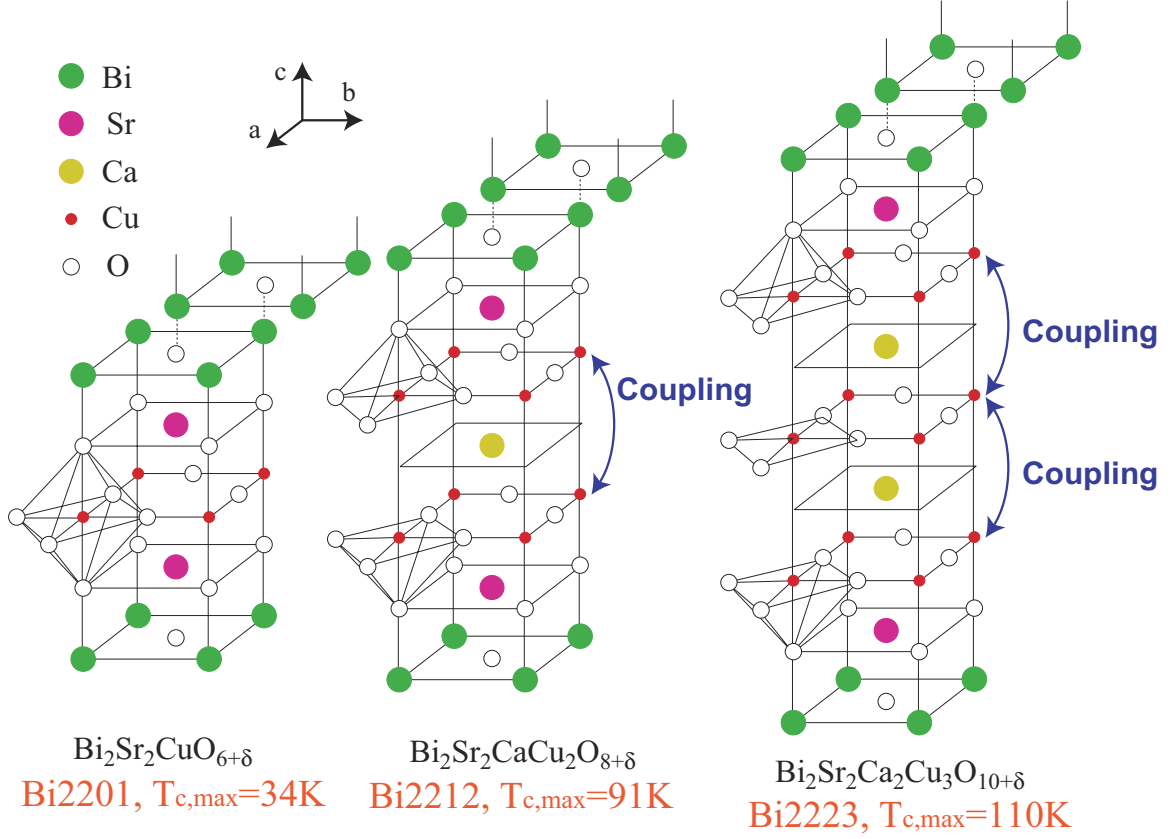 Bi
Sr
Ca
Cu
O
c
b
a
Coupling
Coupling
Coupling
Bi₂Sr₂CuO₆₊δ
Bi2201, Tc,max=34K
Bi₂Sr₂CaCu₂O₈₊δ
Bi2212, Tc,max=91K
Bi₂Sr₂Ca₂Cu₃O₁₀₊δ
Bi2223, Tc,max=110K